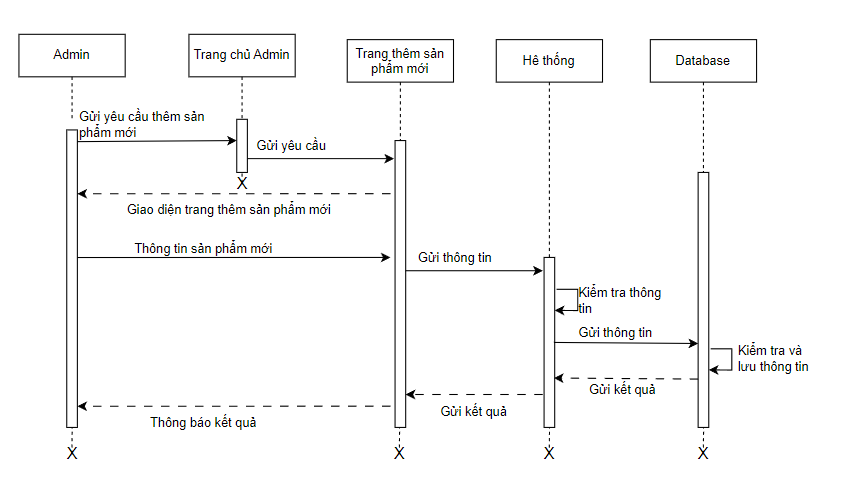 Admin
Trang chủ Admin
Trang thêm sản
phẩm mới
Hê thống
Database
Gửi yêu cầu thêm sản
phẩm mới
Gửi yêu cầu
X
Giao diện trang thêm sản phẩm mới
Thông tin sản phẩm mới
Gửi thông tin
Kiểm tra thông
tin
Gửi thông tin
Kiểm tra và
lưu thông tin
Gửi kết quả
Gửi kết quả
Thông báo kết quả
X
X
X
X